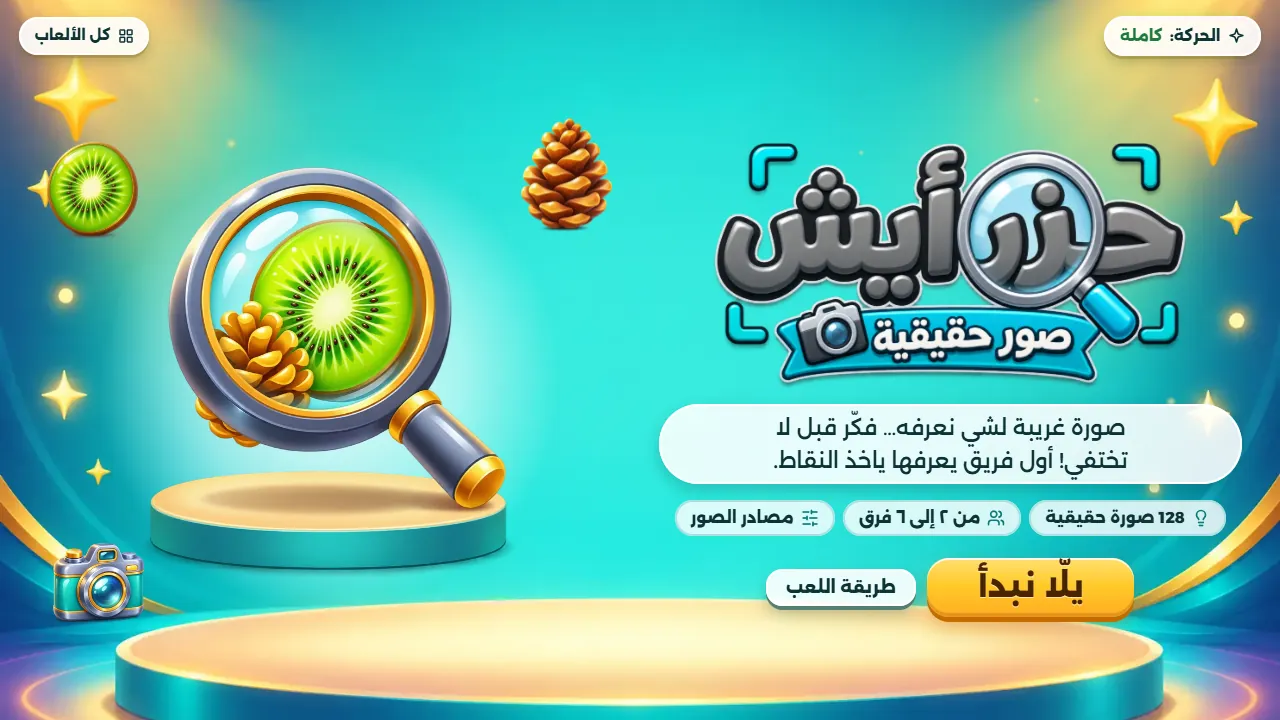 الحركة: كاملة
كل الألعاب
حزر أيش
صور حقيقية
صورة غريبة لشي نعرفه... فكّر قبل لا
تختفي! أول فريق يعرفها ياخذ النقاط.
128 صورة حقيقية
من ٢ إلى ٦ فرق
مصادر الصور
يلّا نبدأ
طريقة اللعب